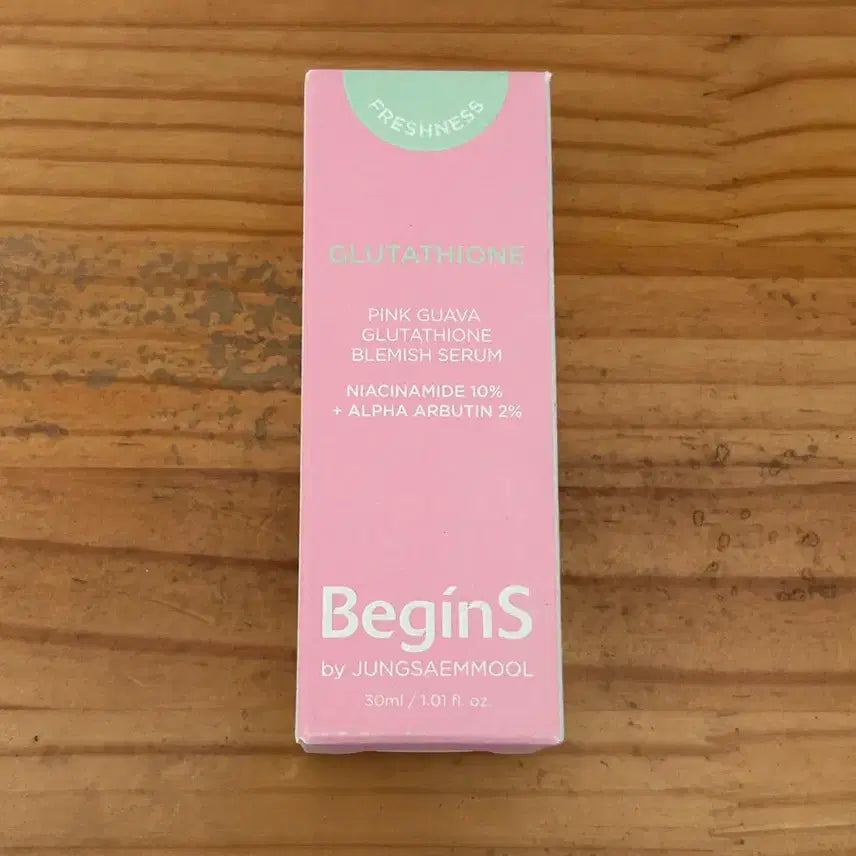 FRESHNESS
GLUTATHIONE
PINK GUAVA
GLUTATHIONE
BLEMISH SERUM
NIACINAMIDE 10%
+ ALPHA ARBUTIN 2%
BegínS
by JUNGSAEMMOOL
30ml / 1.01 fl. oz.